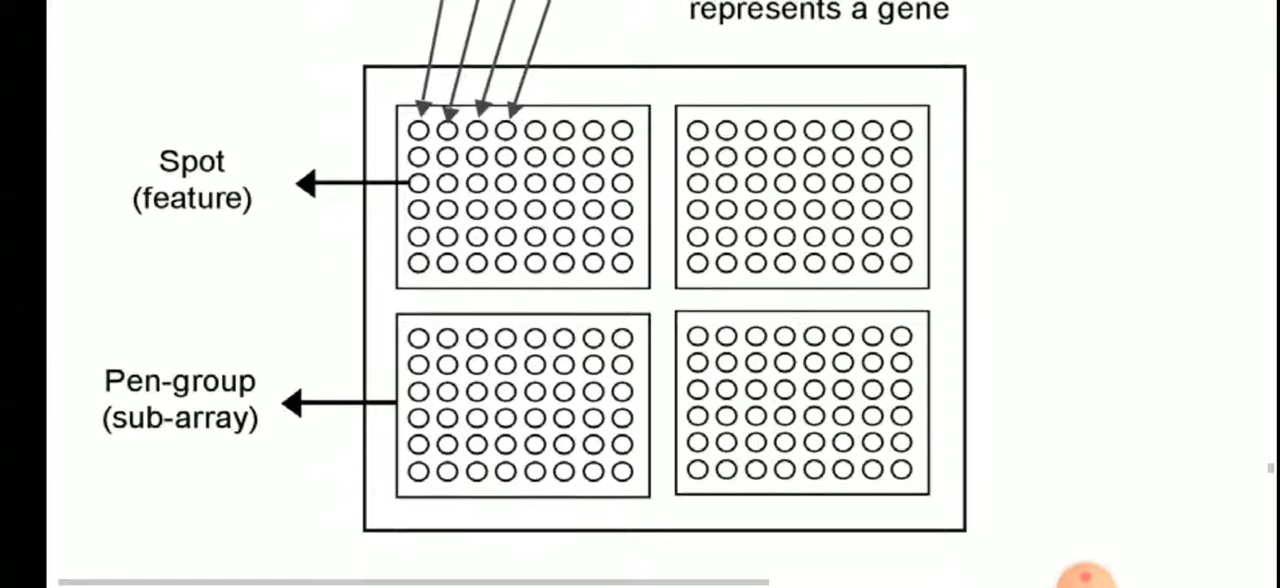 represents a gene
Spot
(feature)
Pen-group
(sub-array)